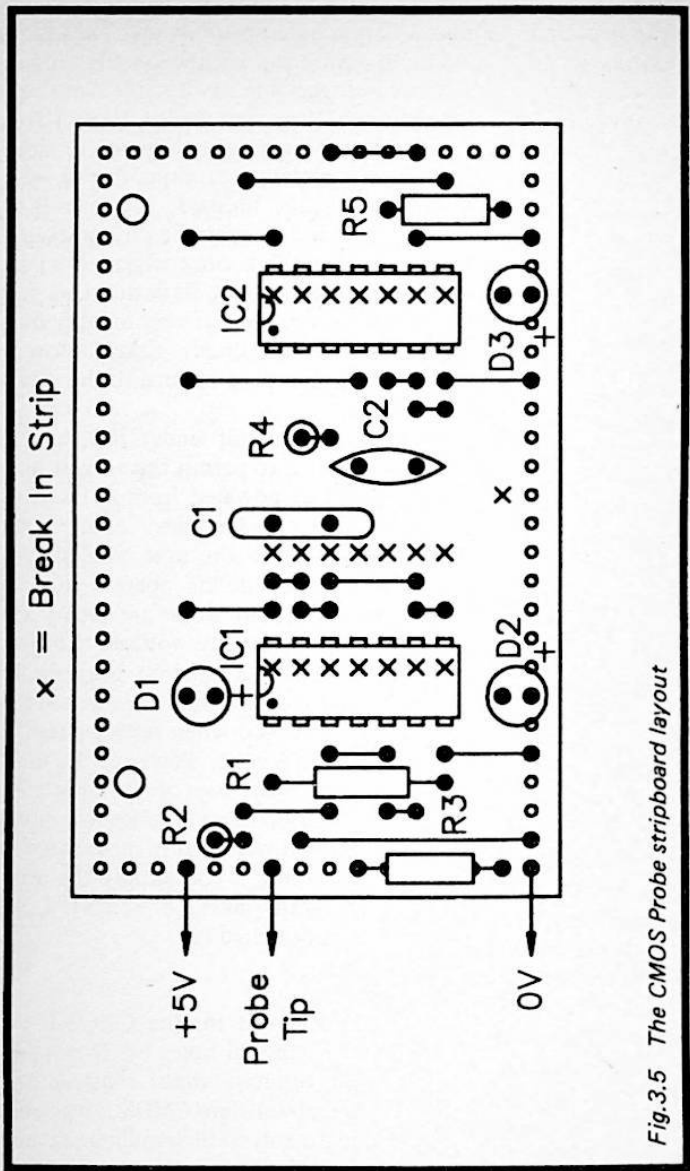 X = Break In Strip
D1
IC1
C1
R4
IC2
R2
R1
C2
R5
R3
D2
D3
+
+
+
+5V
Probe
Tip
0V
Fig.3.5 The CMOS Probe stripboard layout